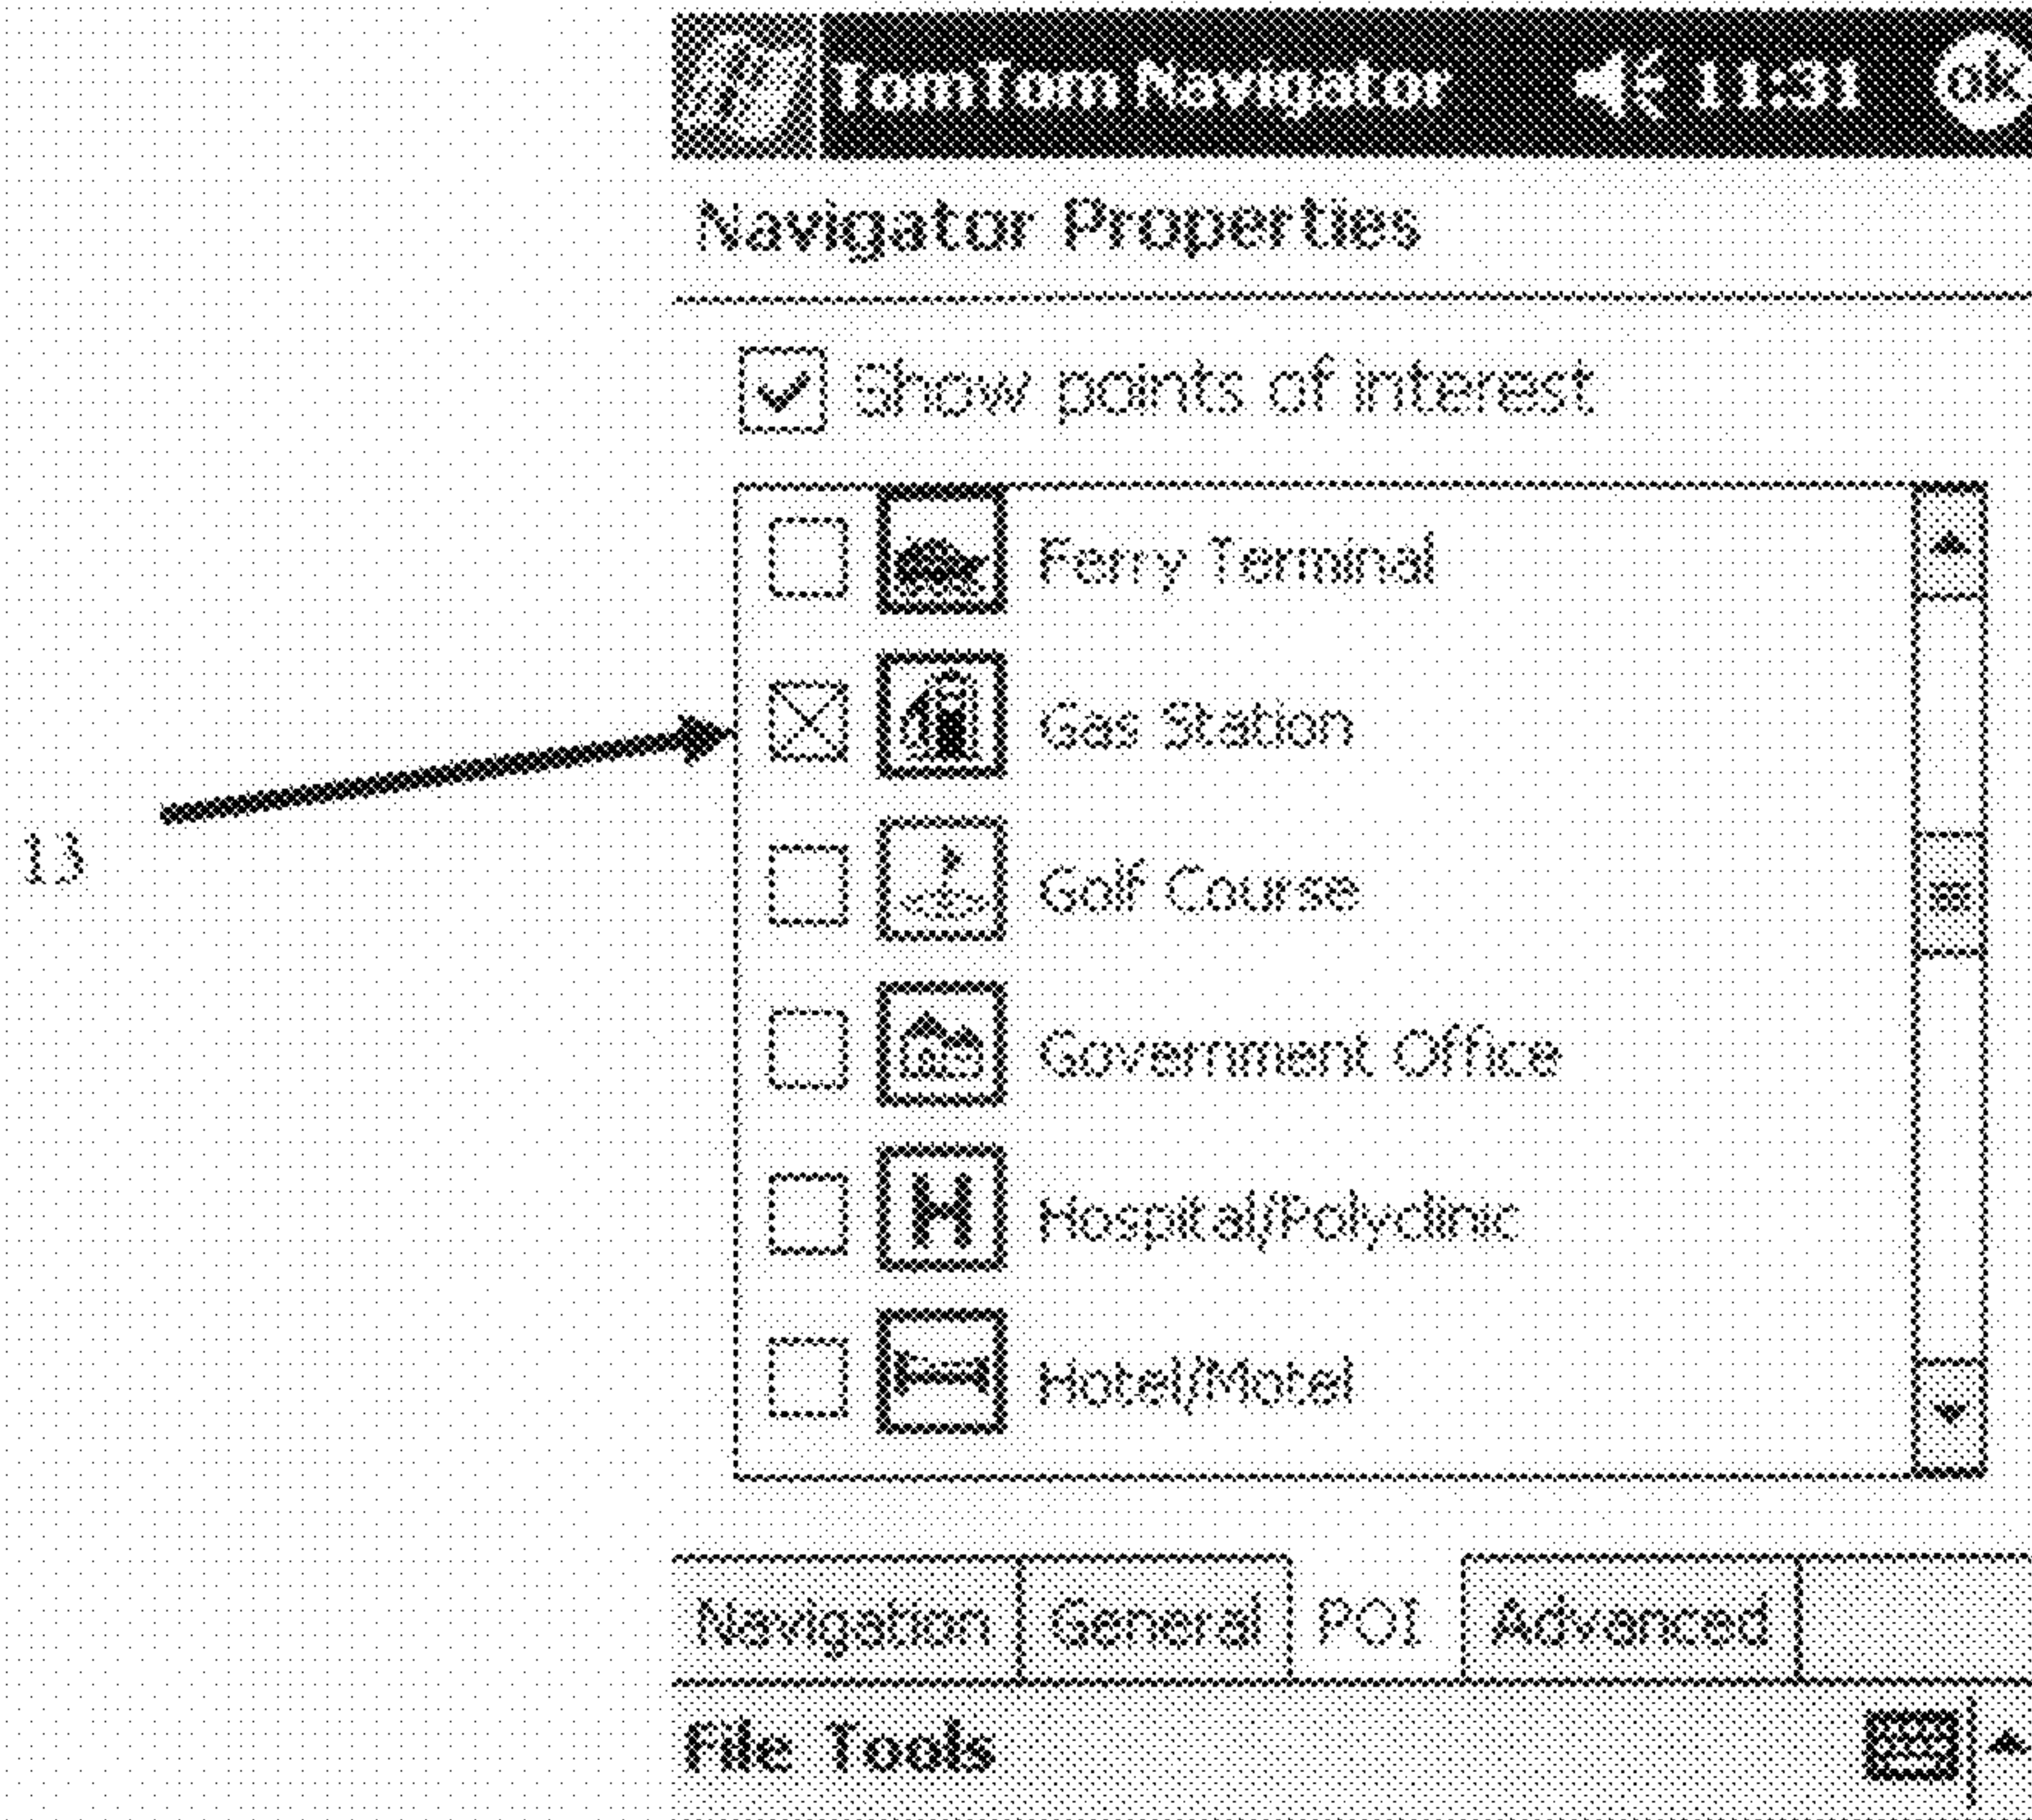 TomTom Navigator 11:31 ok
Navigator Properties
Show points of interest
Ferry Terminal
Gas Station
13
Golf Course
Government Office
H Hospital/Polyclinic
Hotel/Motel
Navigation General POI Advanced
File Tools